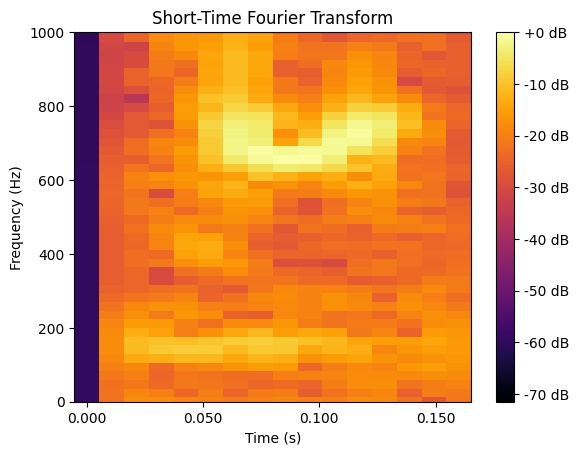 Short-Time Fourier Transform
1000
800
600
400
200
0
Frequency (Hz)
0.000
0.050
0.100
0.150
Time (s)
+0 dB
-10 dB
-20 dB
-30 dB
-40 dB
-50 dB
-60 dB
-70 dB